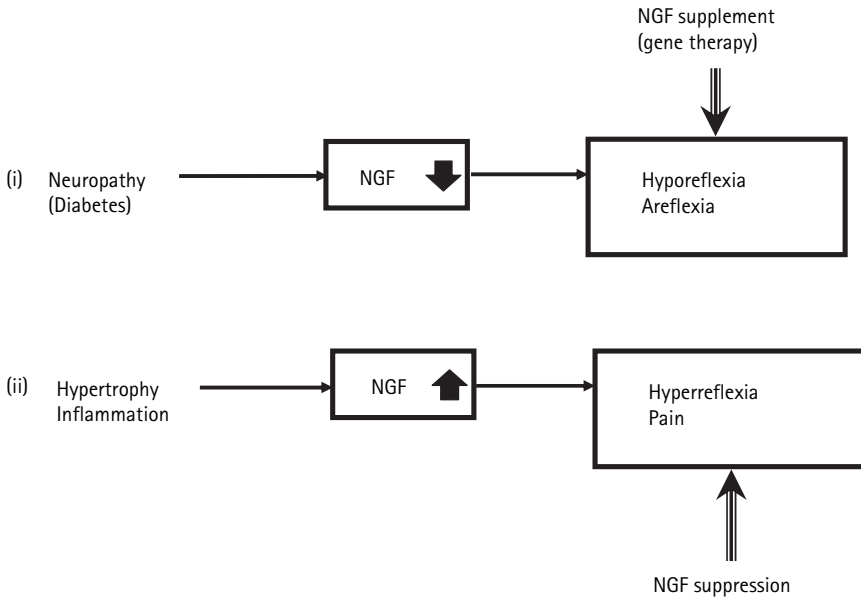 NGF supplement
(gene therapy)
(i) Neuropathy
(Diabetes)
NGF
Hyporeflexia
Areflexia
(ii) Hypertrophy
Inflammation
NGF
Hyperreflexia
Pain
NGF suppression